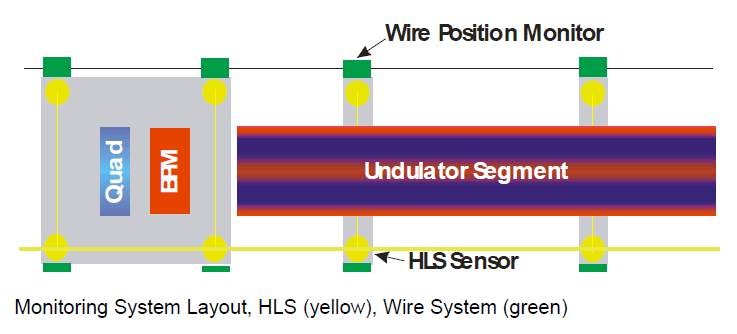 Wire Position Monitor
Quad
BPM
Undulator Segment
HLS Sensor
Monitoring System Layout, HLS (yellow), Wire System (green)